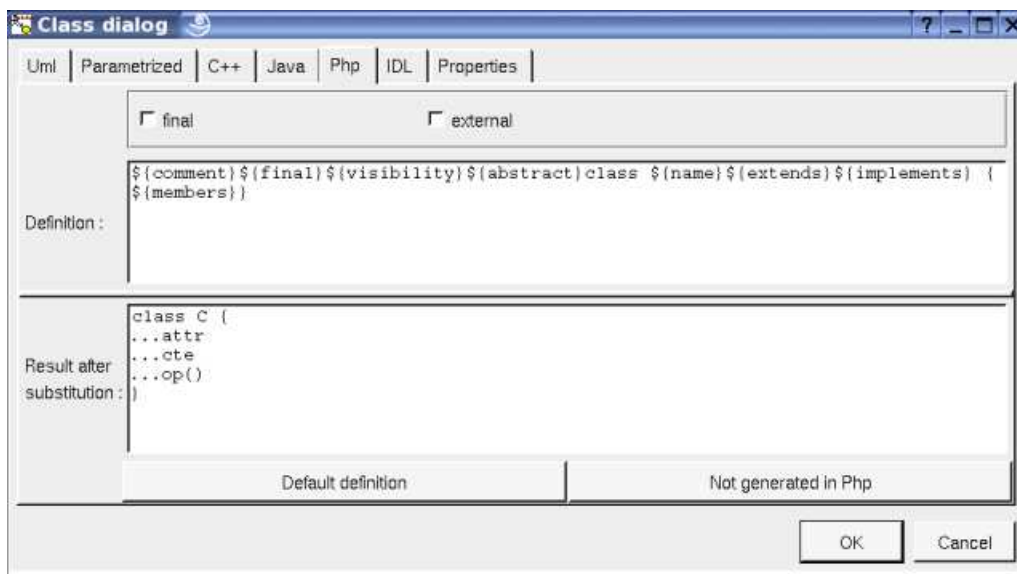 Class dialog
? _ □ X
Uml Parametrized C++ Java Php IDL Properties
final external
Definition :
${comment}${final}${visibility}${abstract}class ${name}${extends}${implements} {
${members}}
Result after
substitution :
class C {
...attr
...cte
...op()
}
Default definition Not generated in Php
OK Cancel